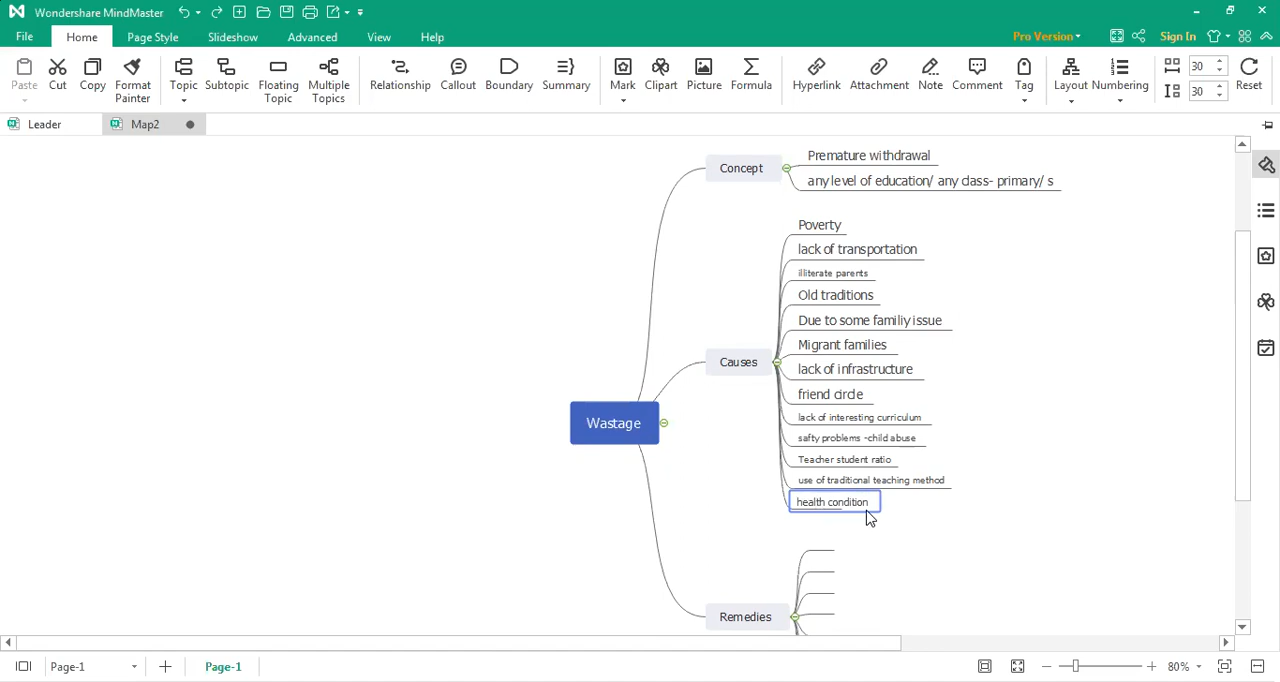 Wondershare MindMaster
File Home Page Style Slideshow Advanced View Help Pro Version Sign In
Paste Cut Copy Format Painter Topic Subtopic Floating Topic Multiple Topics Relationship Callout Boundary Summary Mark Clipart Picture Formula Hyperlink Attachment Note Comment Tag Layout Numbering 30 30 Reset
Leader Map2
Wastage
Concept
Premature withdrawal
any level of education/ any class- primary/ s
Causes
Poverty
lack of transportation
illiterate parents
Old traditions
Due to some familiy issue
Migrant families
lack of infrastructure
friend circle
lack of interesting curriculum
safty problems -child abuse
Teacher student ratio
use of traditional teaching method
health condition
Remedies
Page-1 Page-1 80%